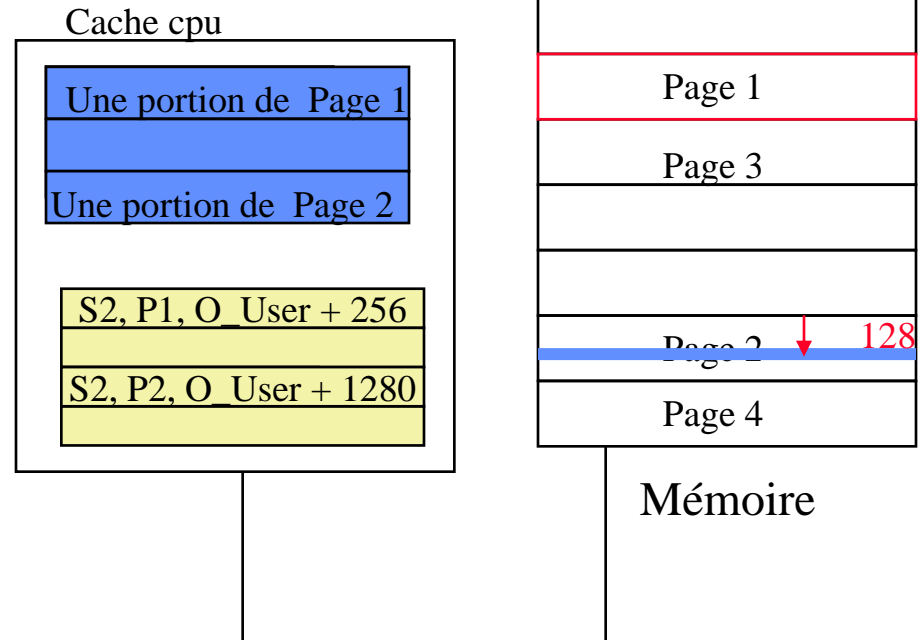 Cache cpu
Une portion de Page 1
Une portion de Page 2
S2, P1, O_User + 256
S2, P2, O_User + 1280
Page 1
Page 3
Page 2
128
Page 4
Mémoire